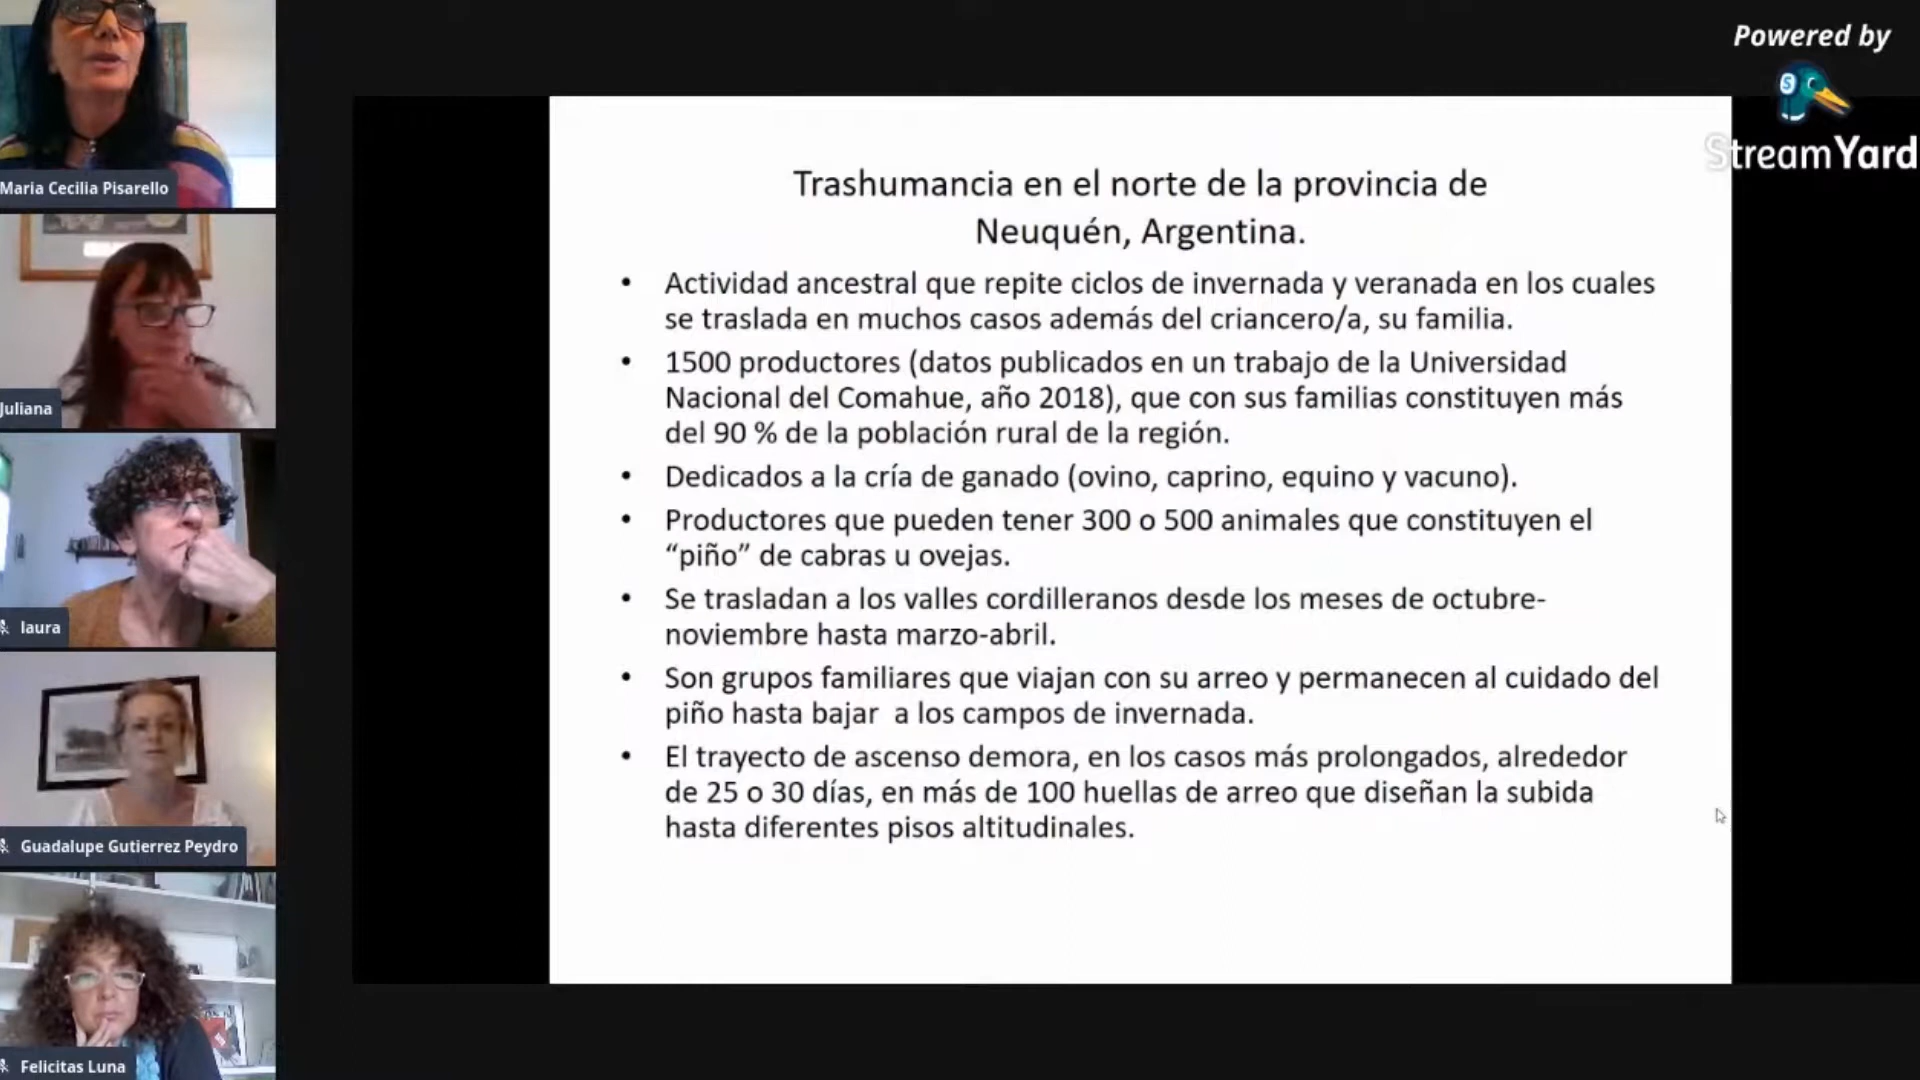 Powered by
StreamYard
Maria Cecilia Pisarello
Juliana
laura
Guadalupe Gutierrez Peydro
Felicitas Luna
Trashumancia en el norte de la provincia de
Neuquén, Argentina.
• Actividad ancestral que repite ciclos de invernada y veranada en los cuales
se traslada en muchos casos además del criancero/a, su familia.
• 1500 productores (datos publicados en un trabajo de la Universidad
Nacional del Comahue, año 2018), que con sus familias constituyen más
del 90 % de la población rural de la región.
• Dedicados a la cría de ganado (ovino, caprino, equino y vacuno).
• Productores que pueden tener 300 o 500 animales que constituyen el
“piño” de cabras u ovejas.
• Se trasladan a los valles cordilleranos desde los meses de octubre-
noviembre hasta marzo-abril.
• Son grupos familiares que viajan con su arreo y permanecen al cuidado del
piño hasta bajar a los campos de invernada.
• El trayecto de ascenso demora, en los casos más prolongados, alrededor
de 25 o 30 días, en más de 100 huellas de arreo que diseñan la subida
hasta diferentes pisos altitudinales.